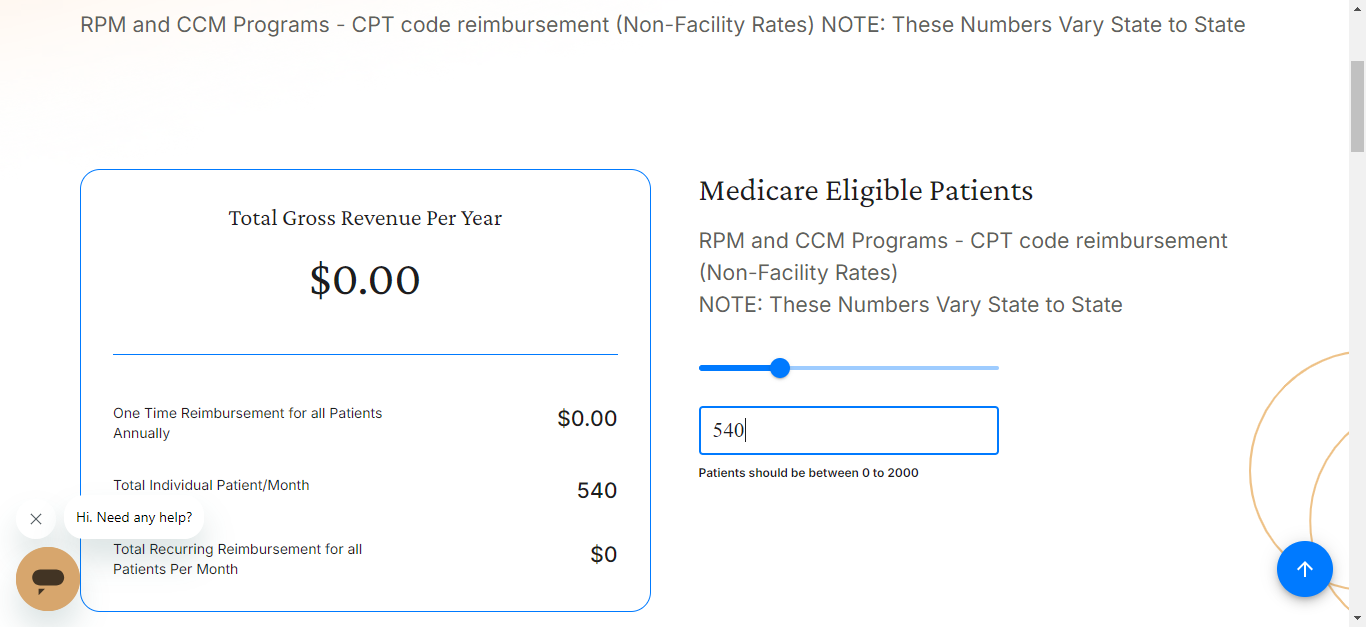 RPM and CCM Programs - CPT code reimbursement (Non-Facility Rates) NOTE: These Numbers Vary State to State
Total Gross Revenue Per Year
$0.00
One Time Reimbursement for all Patients
Annually
$0.00
Total Individual Patient/Month
540
Total Recurring Reimbursement for all
Patients Per Month
$0
Hi. Need any help?
Medicare Eligible Patients
RPM and CCM Programs - CPT code reimbursement
(Non-Facility Rates)
NOTE: These Numbers Vary State to State
540
Patients should be between 0 to 2000